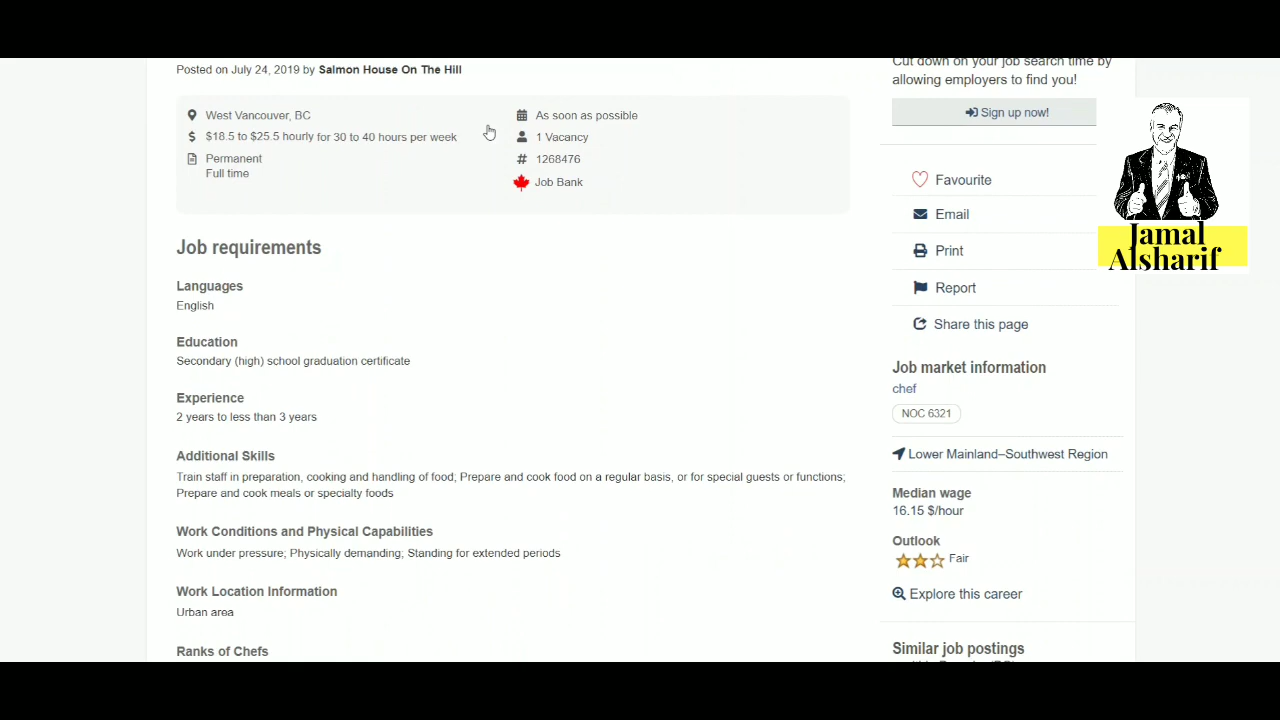 Posted on July 24, 2019 by Salmon House On The Hill
West Vancouver, BC
$18.5 to $25.5 hourly for 30 to 40 hours per week
Permanent
Full time
As soon as possible
1 Vacancy
# 1268476
Job Bank
Job requirements
Languages
English
Education
Secondary (high) school graduation certificate
Experience
2 years to less than 3 years
Additional Skills
Train staff in preparation, cooking and handling of food; Prepare and cook food on a regular basis, or for special guests or functions;
Prepare and cook meals or specialty foods
Work Conditions and Physical Capabilities
Work under pressure; Physically demanding; Standing for extended periods
Work Location Information
Urban area
Ranks of Chefs
Cut down on your job search time by
allowing employers to find you!
Sign up now!
Favourite
Email
Print
Report
Share this page
Job market information
chef
NOC 6321
Lower Mainland–Southwest Region
Median wage
16.15 $/hour
Outlook
Fair
Explore this career
Similar job postings
Jamal
Alsharif